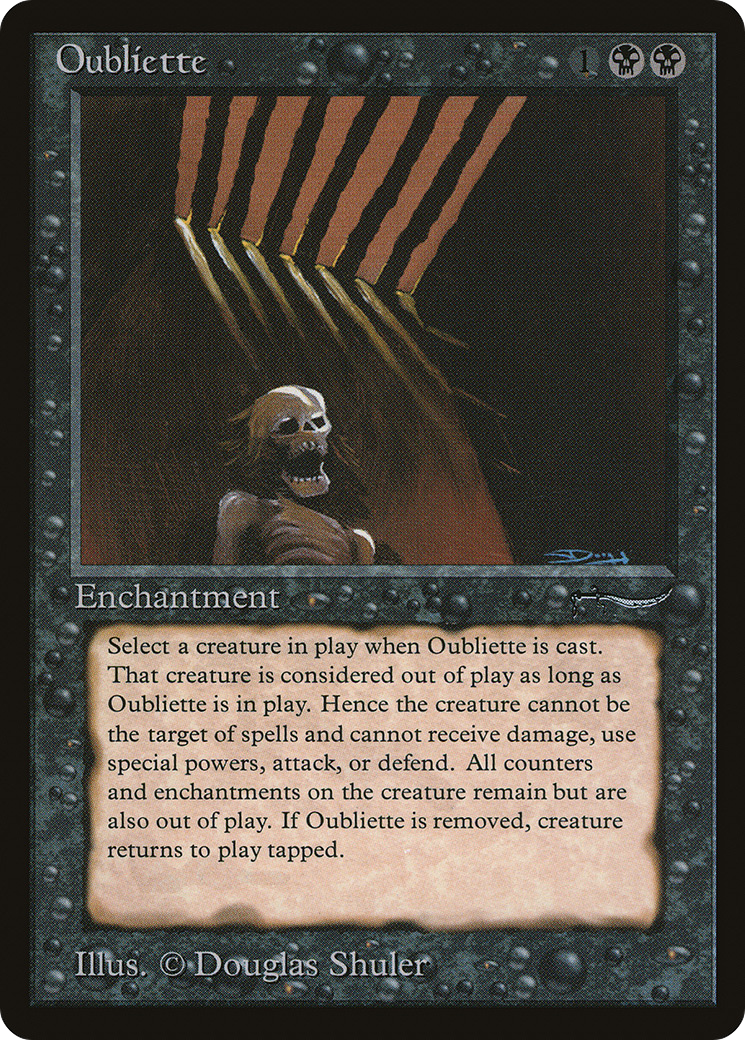 Oubliette 1
Doug
Enchantment
Select a creature in play when Oubliette is cast.
That creature is considered out of play as long as
Oubliette is in play. Hence the creature cannot be
the target of spells and cannot receive damage, use
special powers, attack, or defend. All counters
and enchantments on the creature remain but are
also out of play. If Oubliette is removed, creature
returns to play tapped.
Illus. © Douglas Shuler